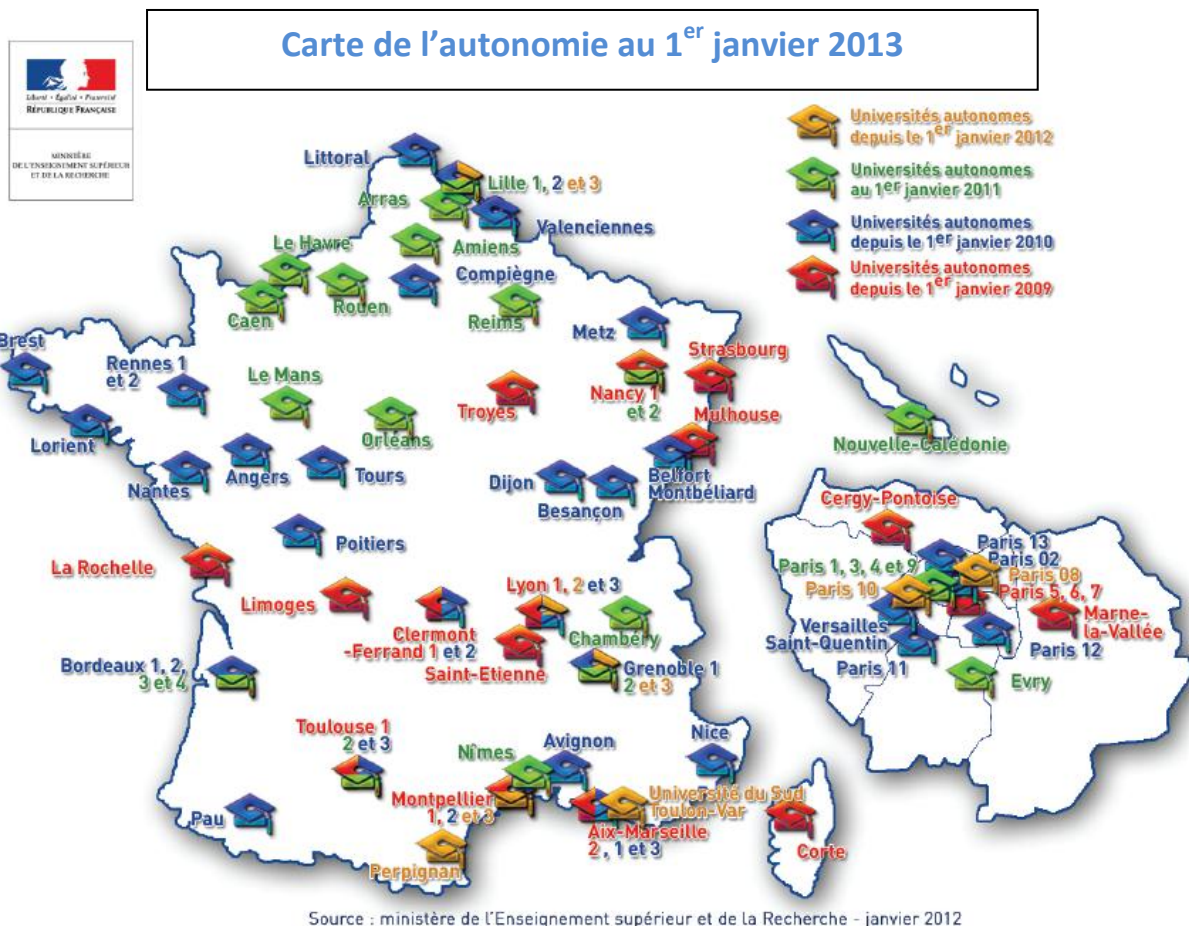 Carte de l'autonomie au 1er janvier 2013
Liberté • Égalité • Fraternité
RÉPUBLIQUE FRANÇAISE
MINISTÈRE
DE L'ENSEIGNEMENT SUPÉRIEUR
ET DE LA RECHERCHE
Universités autonomes
depuis le 1er janvier 2012
Universités autonomes
au 1er janvier 2011
Universités autonomes
depuis le 1er janvier 2010
Universités autonomes
depuis le 1er janvier 2009
Littoral
Lille 1, 2 et 3
Arras
Valenciennes
Le Havre
Amiens
Compiègne
Caen
Rouen
Reims
Metz
Brest
Rennes 1
et 2
Le Mans
Troyes
Nancy 1
et 2
Strasbourg
Mulhouse
Lorient
Orléans
Nantes
Angers
Tours
Dijon
Besançon
Belfort
Montbéliard
Nouvelle-Calédonie
Poitiers
La Rochelle
Limoges
Clermont
-Ferrand 1 et 2
Lyon 1, 2 et 3
Chambéry
Saint-Etienne
Bordeaux 1, 2,
3 et 4
Grenoble 1
2 et 3
Toulouse 1
2 et 3
Nîmes
Avignon
Nice
Pau
Montpellier
1, 2 et 3
Université du Sud
Toulon-Var
Aix-Marseille
2 , 1 et 3
Perpignan
Corte
Cergy-Pontoise
Paris 13
Paris 02
Paris 1, 3, 4 et 9
Paris 08
Paris 10
Paris 5, 6, 7
Marne-
la-Vallée
Versailles
Saint-Quentin
Paris 12
Paris 11
Evry
Source : ministère de l'Enseignement supérieur et de la Recherche - janvier 2012